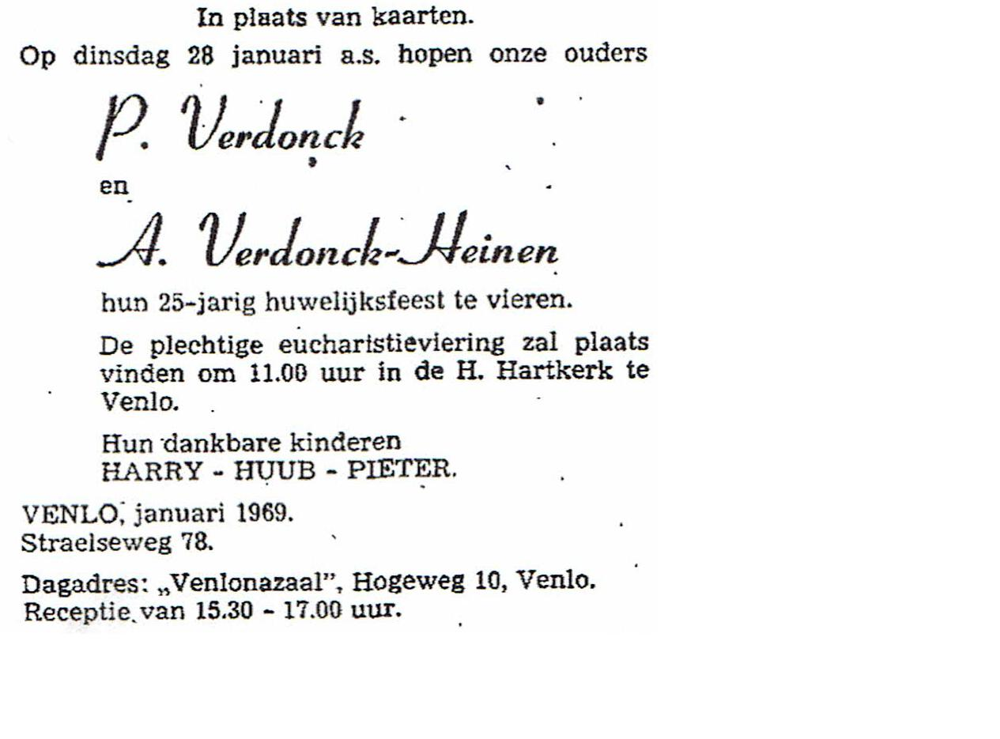 In plaats van kaarten.
Op dinsdag 28 januari a.s. hopen onze ouders
P. Verdonck
en
A. Verdonck-Heinen
hun 25-jarig huwelijksfeest te vieren.
De plechtige eucharistieviering zal plaats
vinden om 11.00 uur in de H. Hartkerk te
Venlo.
Hun dankbare kinderen
HARRY - HUUB - PIETER.
VENLO, januari 1969.
Straelseweg 78.
Dagadres: „Venlonazaal”, Hogeweg 10, Venlo.
Receptie van 15.30 - 17.00 uur.